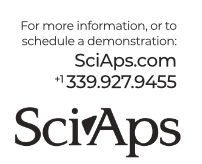 For more information, or to
schedule a demonstration:
SciAps.com
+1 339.927.9455
SciAps